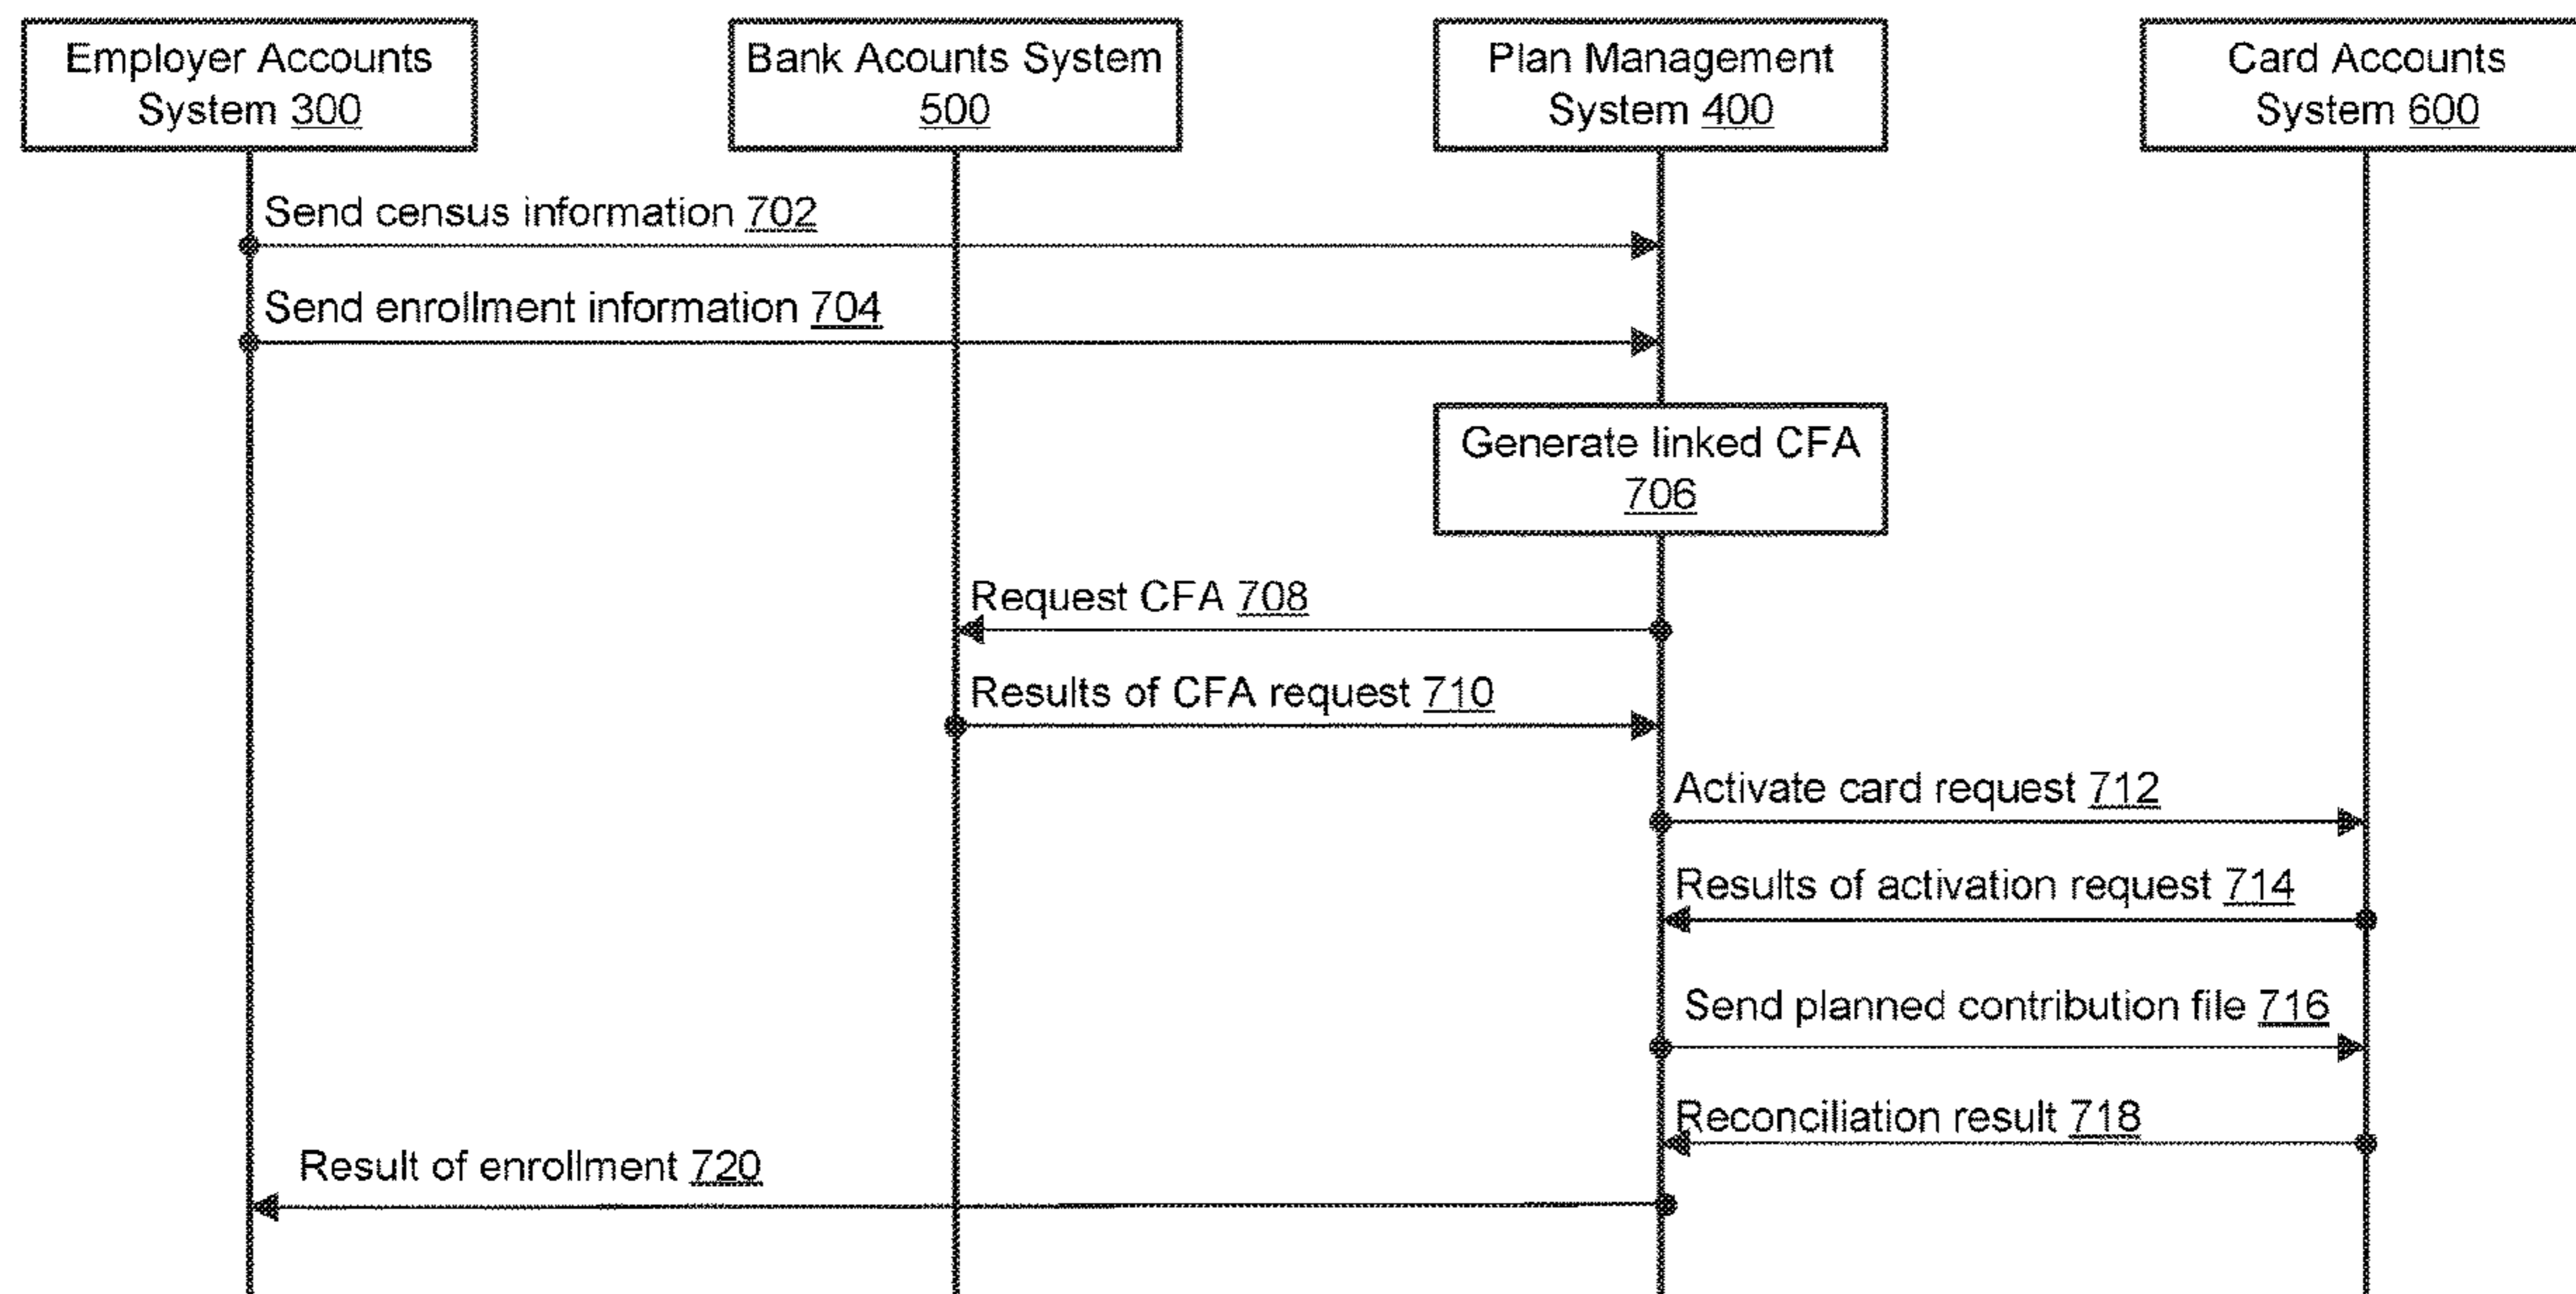 Employer Accounts
System 300
Bank Acounts System
500
Plan Management
System 400
Card Accounts
System 600
Send census information 702
Send enrollment information 704
Generate linked CFA
706
Request CFA 708
Results of CFA request 710
Activate card request 712
Results of activation request 714
Send planned contribution file 716
Reconciliation result 718
Result of enrollment 720